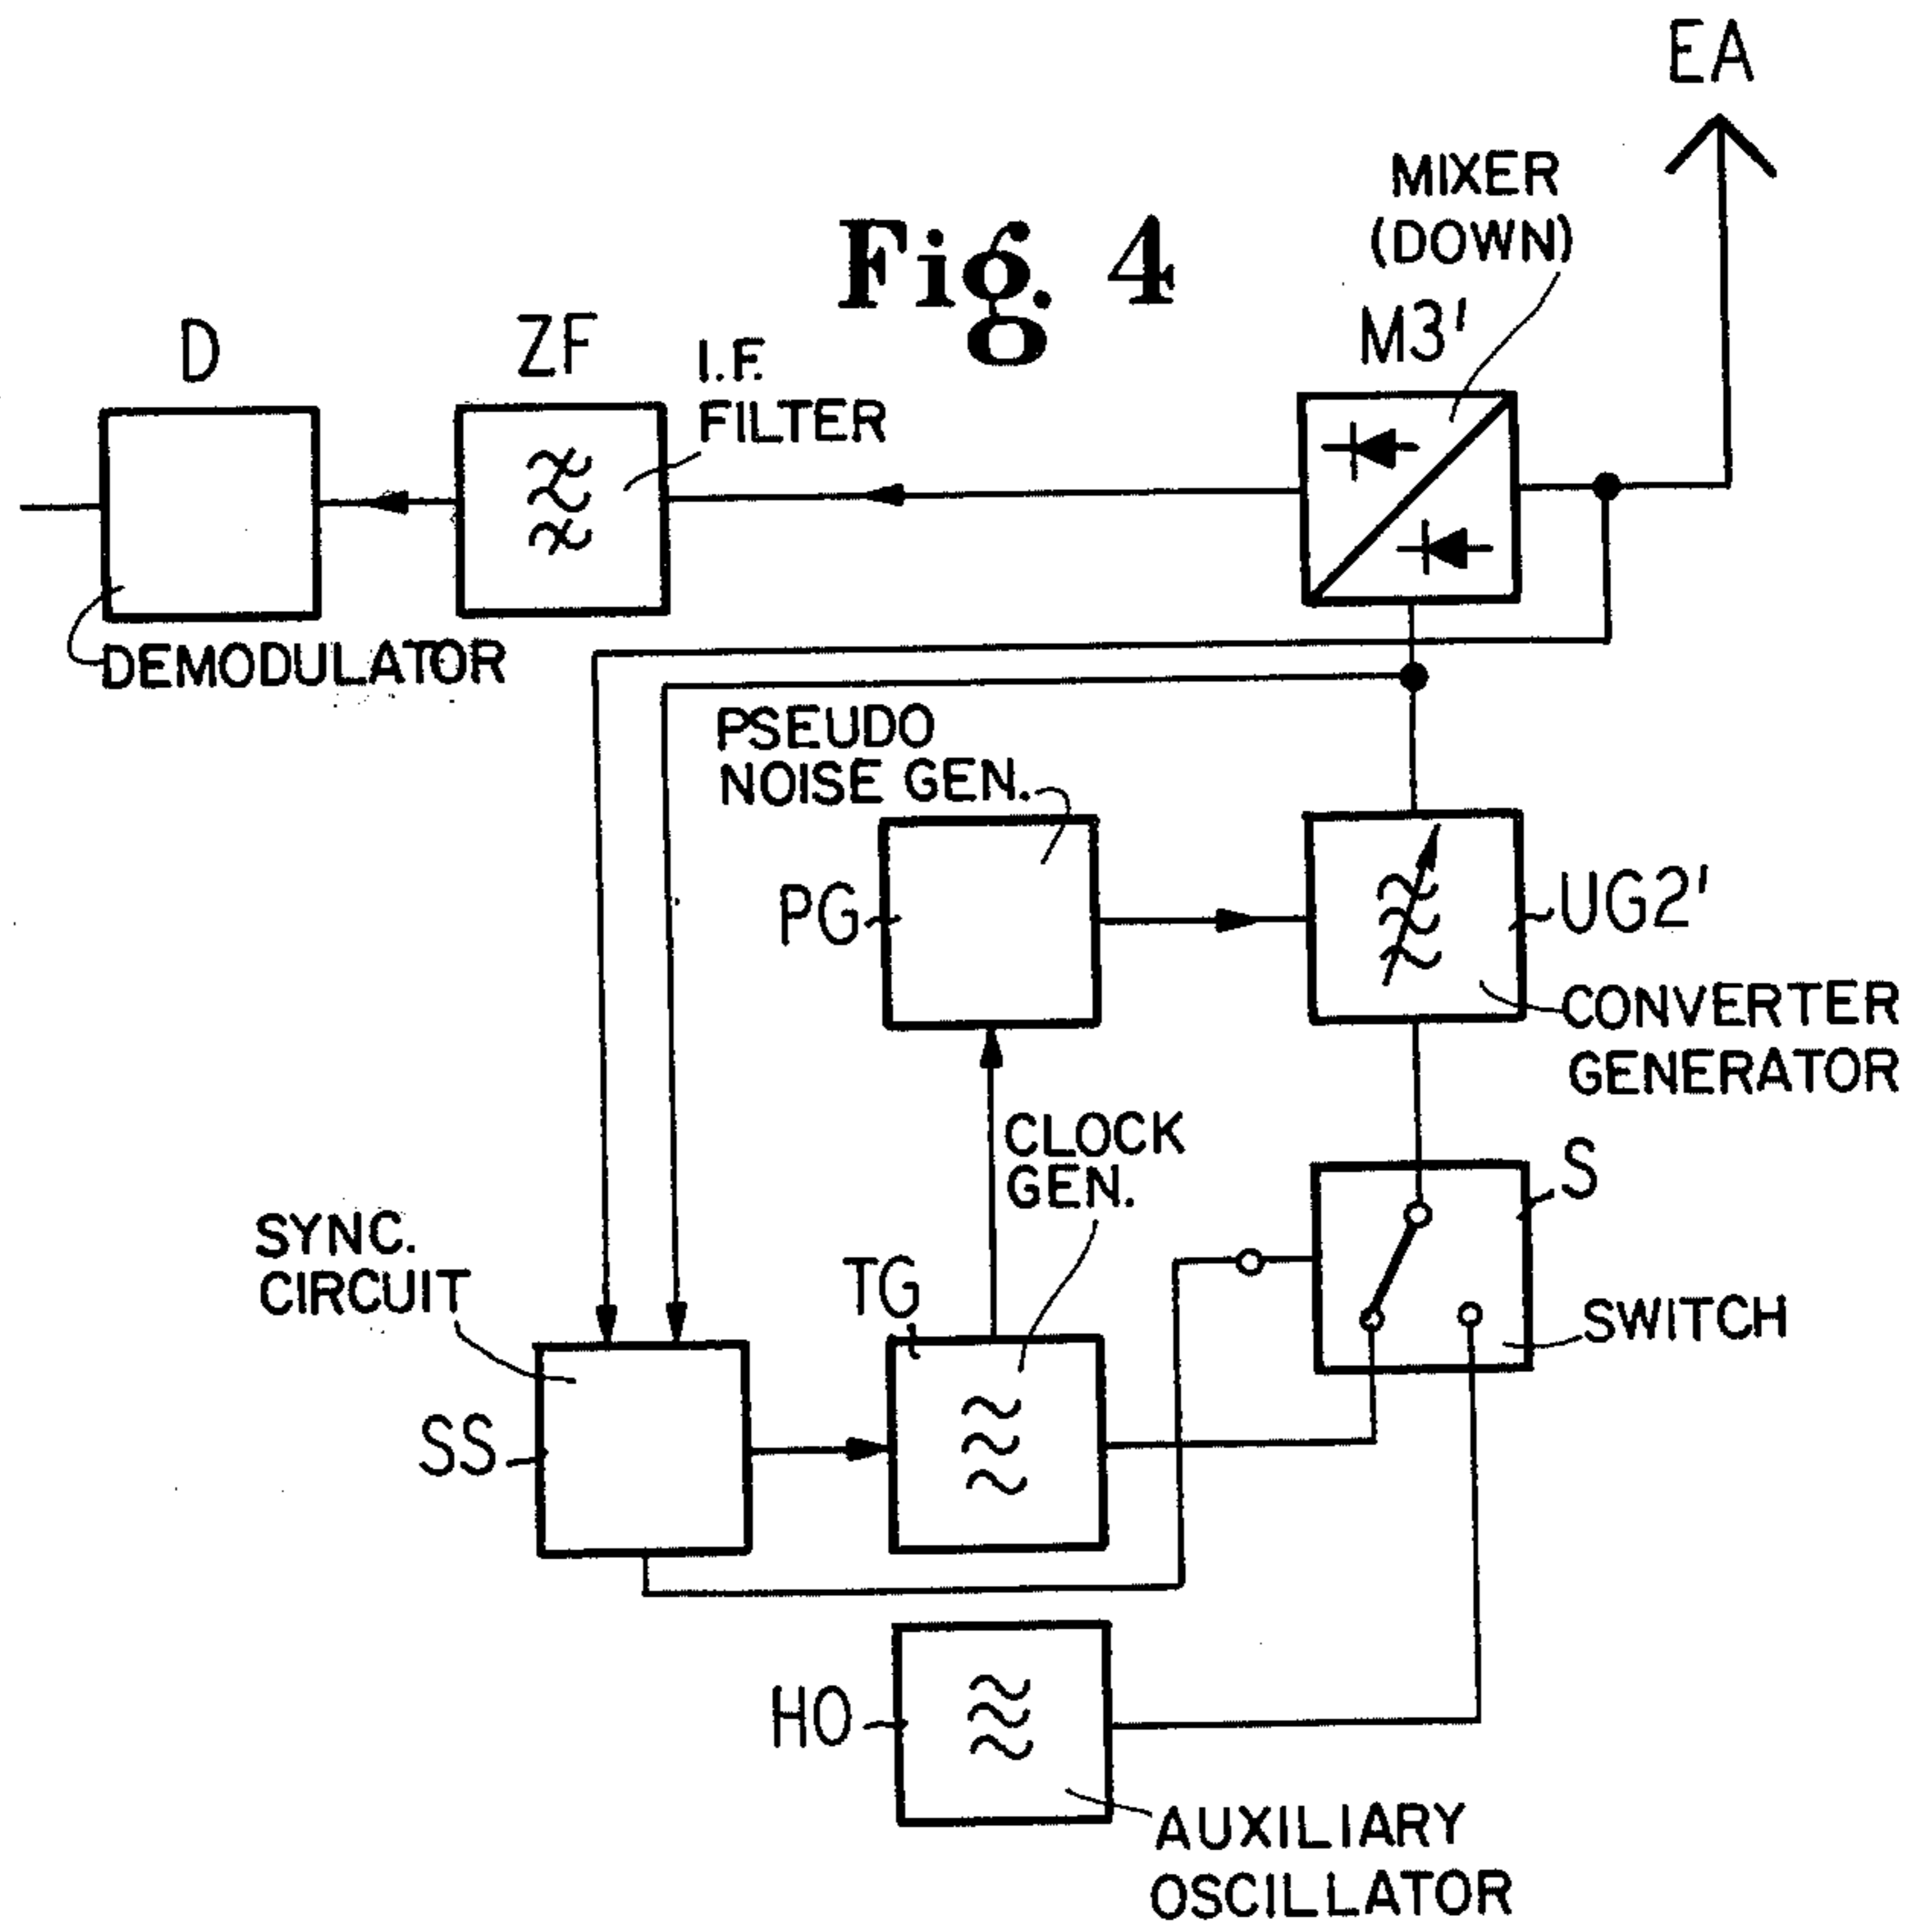 EA
MIXER
(DOWN)
Fig. 4
M3'
D
ZF
I.F.
FILTER
DEMODULATOR
PSEUDO
NOISE GEN.
PG
UG2'
CONVERTER
GENERATOR
CLOCK
GEN.
S
SYNC.
CIRCUIT
TG
SWITCH
SS
HO
AUXILIARY
OSCILLATOR